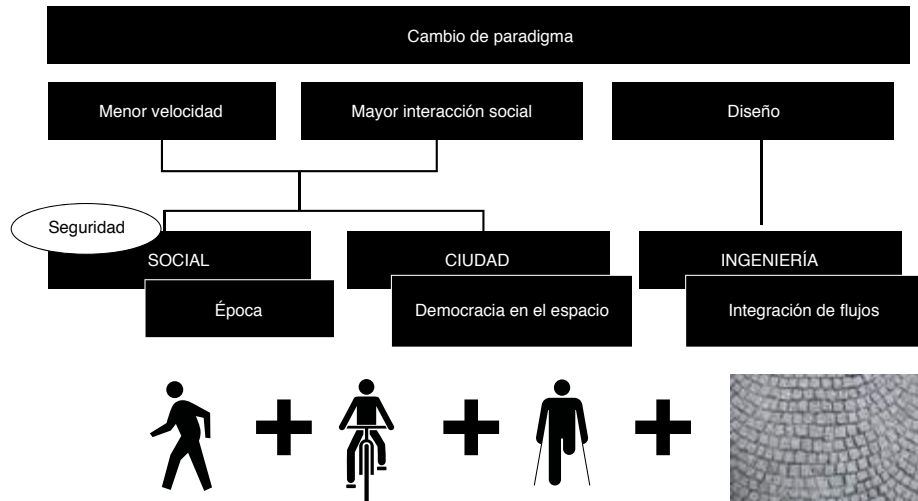 Cambio de paradigma
Menor velocidad
Mayor interacción social
Diseño
Seguridad
SOCIAL
CIUDAD
INGENIERÍA
Época
Democracia en el espacio
Integración de flujos